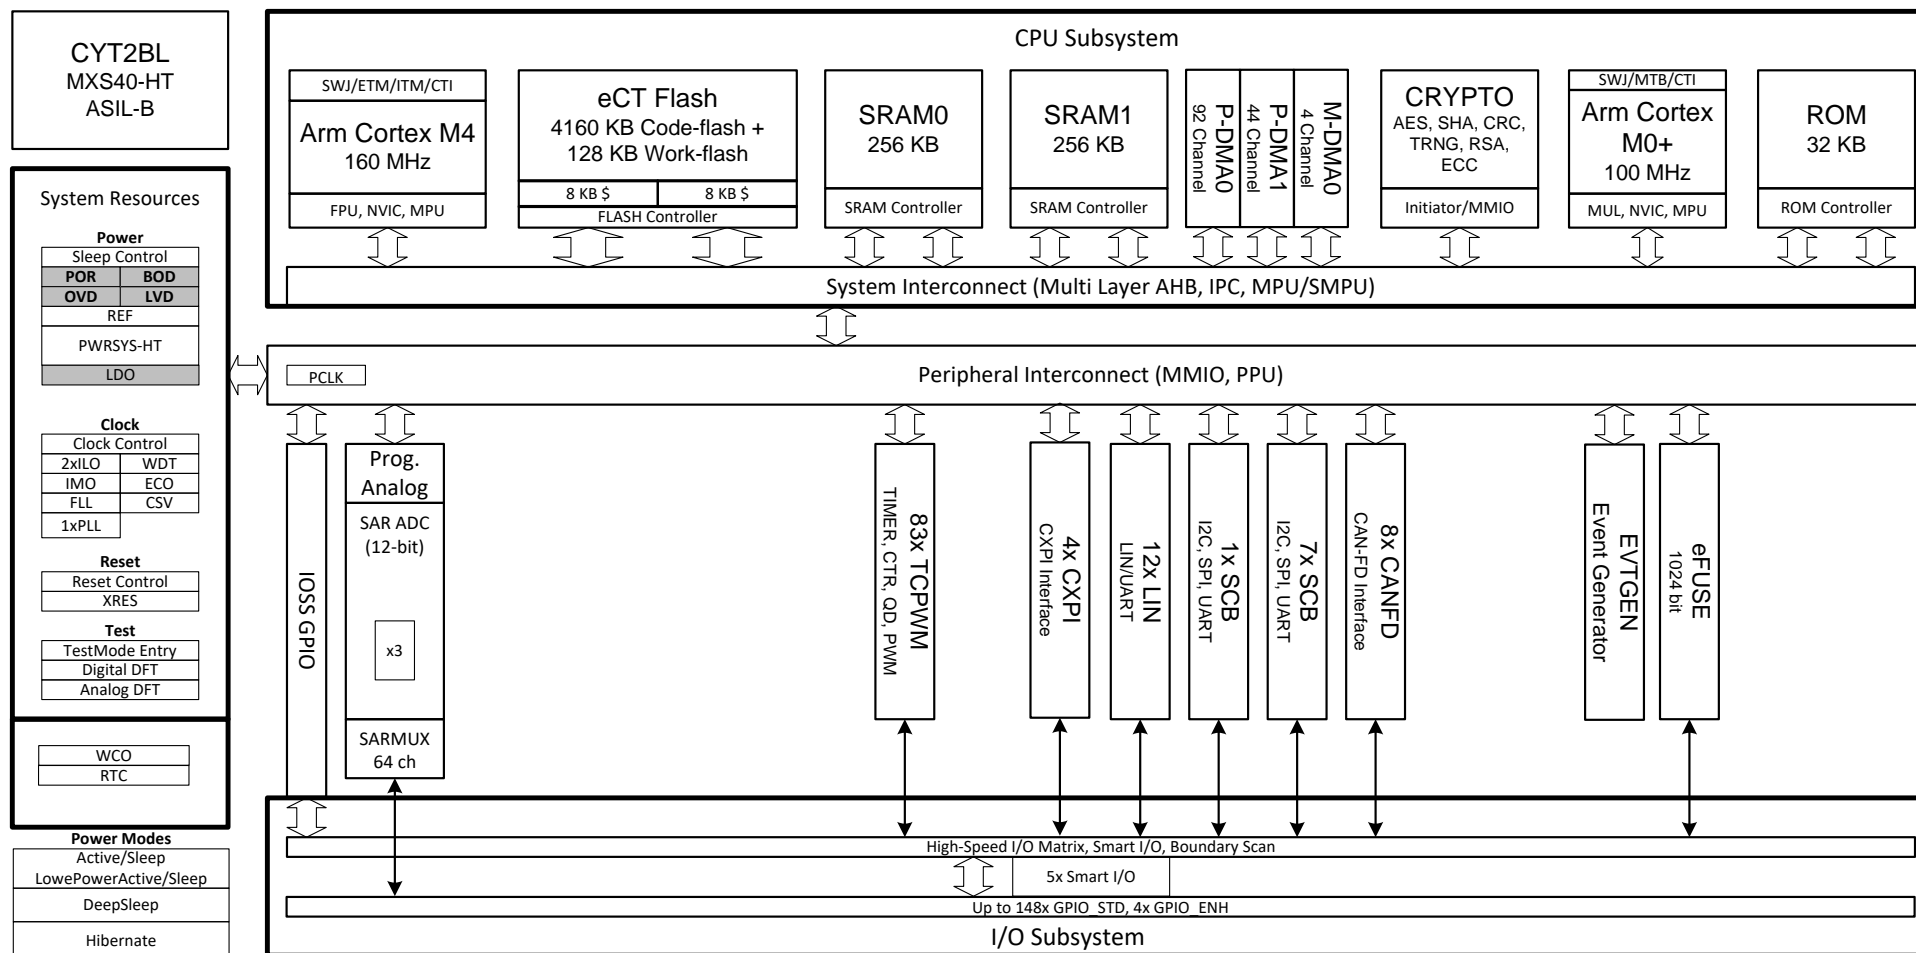 CYT2BL
MXS40-HT
ASIL-B
System Resources
Power
Sleep Control
POR
BOD
OVD
LVD
REF
PWRSYS-HT
LDO
Clock
Clock Control
2xILO
WDT
IMO
ECO
FLL
CSV
1xPLL
Reset
Reset Control
XRES
Test
TestMode Entry
Digital DFT
Analog DFT
WCO
RTC
Power Modes
Active/Sleep
LowePowerActive/Sleep
DeepSleep
Hibernate
CPU Subsystem
SWJ/ETM/ITM/CTI
Arm Cortex M4
160 MHz
FPU, NVIC, MPU
eCT Flash
4160 KB Code-flash +
128 KB Work-flash
8 KB $
8 KB $
FLASH Controller
SRAM0
256 KB
SRAM Controller
SRAM1
256 KB
SRAM Controller
P-DMA0
92 Channel
P-DMA1
44 Channel
M-DMA0
4 Channel
CRYPTO
AES, SHA, CRC,
TRNG, RSA,
ECC
Initiator/MMIO
SWJ/MTB/CTI
Arm Cortex
M0+
100 MHz
MUL, NVIC, MPU
ROM
32 KB
ROM Controller
System Interconnect (Multi Layer AHB, IPC, MPU/SMPU)
PCLK
Peripheral Interconnect (MMIO, PPU)
IOSS GPIO
Prog.
Analog
SAR ADC
(12-bit)
x3
SARMUX
64 ch
83x TCPWM
TIMER, CTR, QD, PWM
4x CXPI
CXPI Interface
12x LIN
LIN/UART
1x SCB
I2C, SPI, UART
7x SCB
I2C, SPI, UART
8x CANFD
CAN-FD Interface
EVTGEN
Event Generator
eFUSE
1024 bit
High-Speed I/O Matrix, Smart I/O, Boundary Scan
5x Smart I/O
Up to 148x GPIO_STD, 4x GPIO_ENH
I/O Subsystem